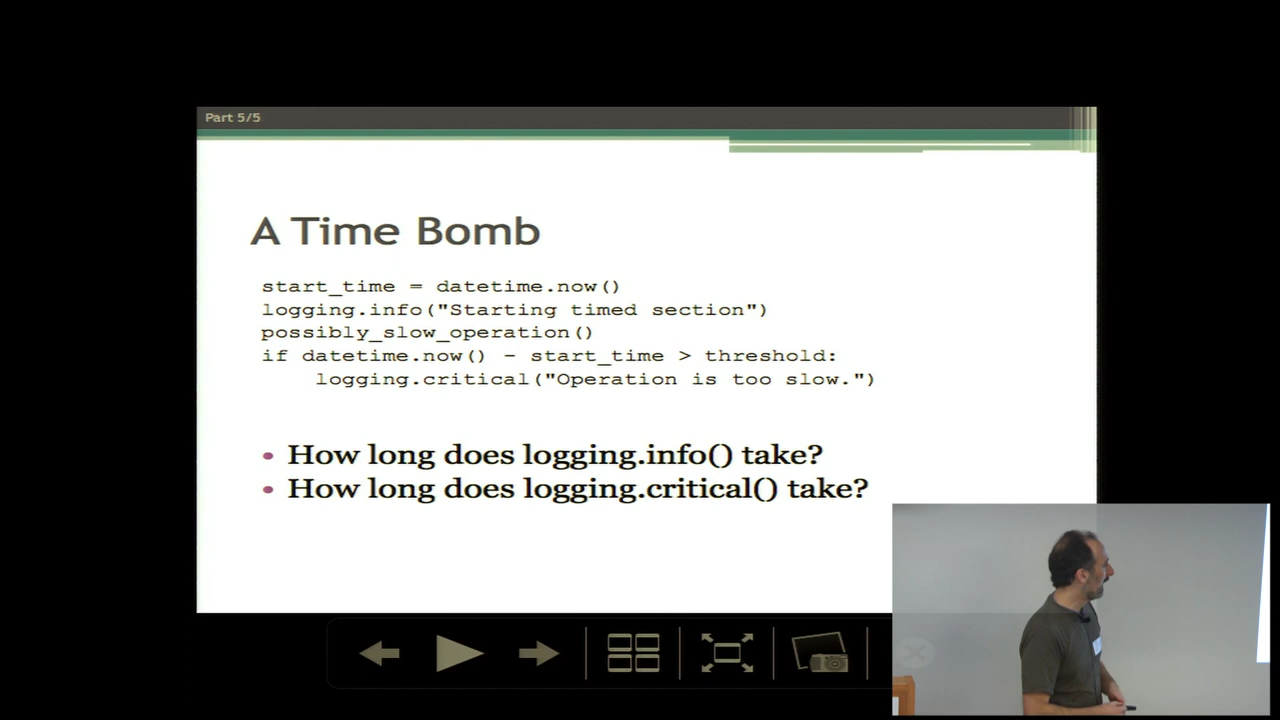 Part 5/5
A Time Bomb
start_time = datetime.now()
logging.info("Starting timed section")
possibly_slow_operation()
if datetime.now() - start_time > threshold:
    logging.critical("Operation is too slow.")
• How long does logging.info() take?
• How long does logging.critical() take?